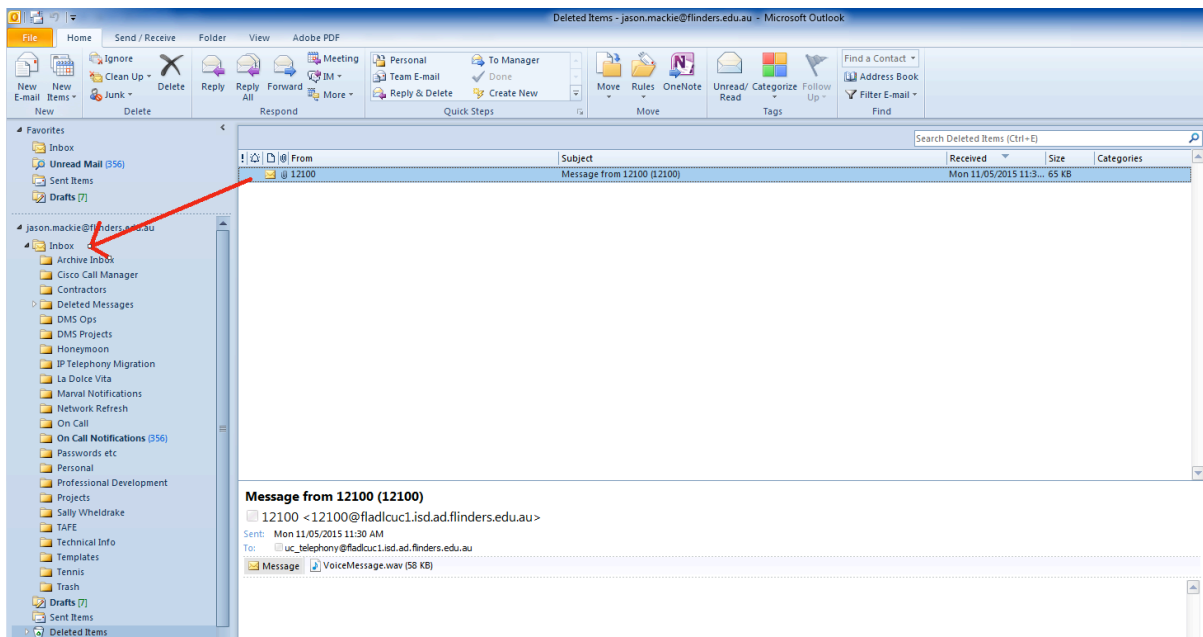 Deleted Items - jason.mackie@flinders.edu.au - Microsoft Outlook
File Home Send / Receive Folder View Adobe PDF
New E-mail
New Items
New
Ignore
Clean Up
Junk
Delete
Delete
Reply
Reply All
Forward
Meeting
IM
More
Respond
Personal
Team E-mail
Reply & Delete
To Manager
Done
Create New
Quick Steps
Move
Rules
OneNote
Move
Unread/ Read
Categorize
Follow Up
Tags
Find a Contact
Address Book
Filter E-mail
Find
Favorites
Inbox
Unread Mail (356)
Sent Items
Drafts [7]
jason.mackie@flinders.edu.au
Inbox
Archive Inbox
Cisco Call Manager
Contractors
Deleted Messages
DMS Ops
DMS Projects
Honeymoon
IP Telephony Migration
La Dolce Vita
Marval Notifications
Network Refresh
On Call
On Call Notifications (356)
Passwords etc
Personal
Professional Development
Projects
Sally Wheldrake
TAFE
Technical Info
Templates
Tennis
Trash
Drafts [7]
Sent Items
Deleted Items
Search Deleted Items (Ctrl+E)
! From Subject Received Size Categories
12100 Message from 12100 (12100) Mon 11/05/2015 11:3... 65 KB
Message from 12100 (12100)
12100 <12100@fladlcuc1.isd.ad.flinders.edu.au>
Sent: Mon 11/05/2015 11:30 AM
To: uc_telephony@fladlcuc1.isd.ad.flinders.edu.au
Message VoiceMessage.wav (58 KB)